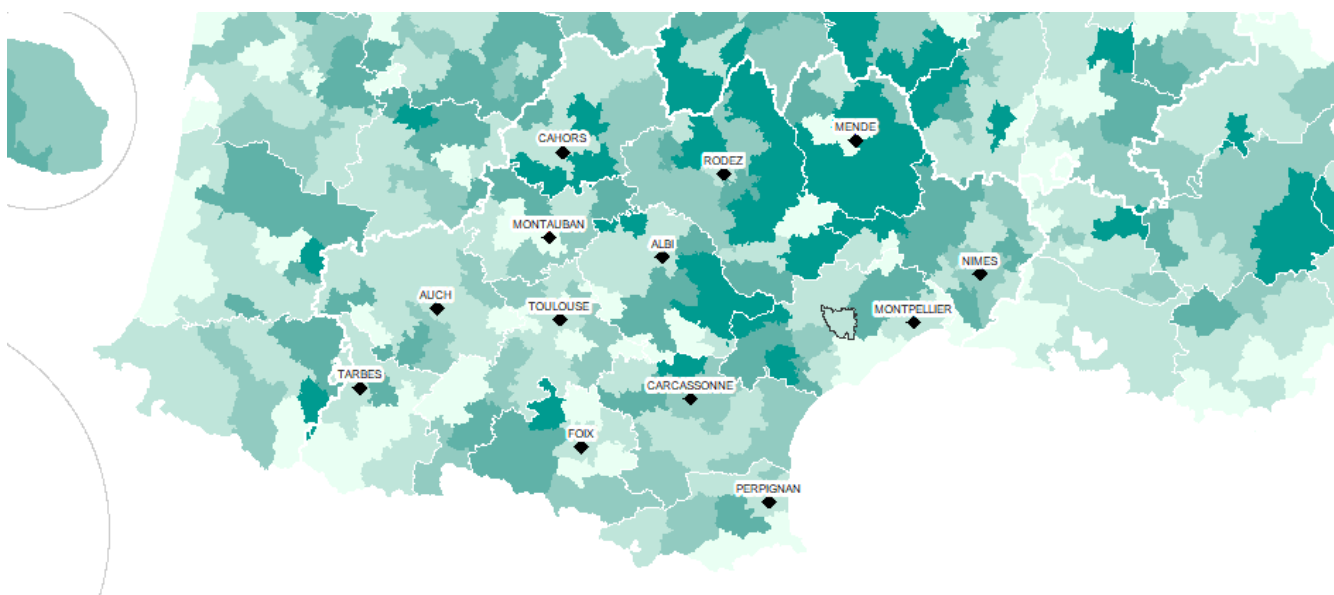 MENDE
CAHORS
RODEZ
MONTAUBAN
ALBI
NIMES
AUCH
TOULOUSE
MONTPELLIER
TARBES
CARCASSONNE
FOIX
PERPIGNAN